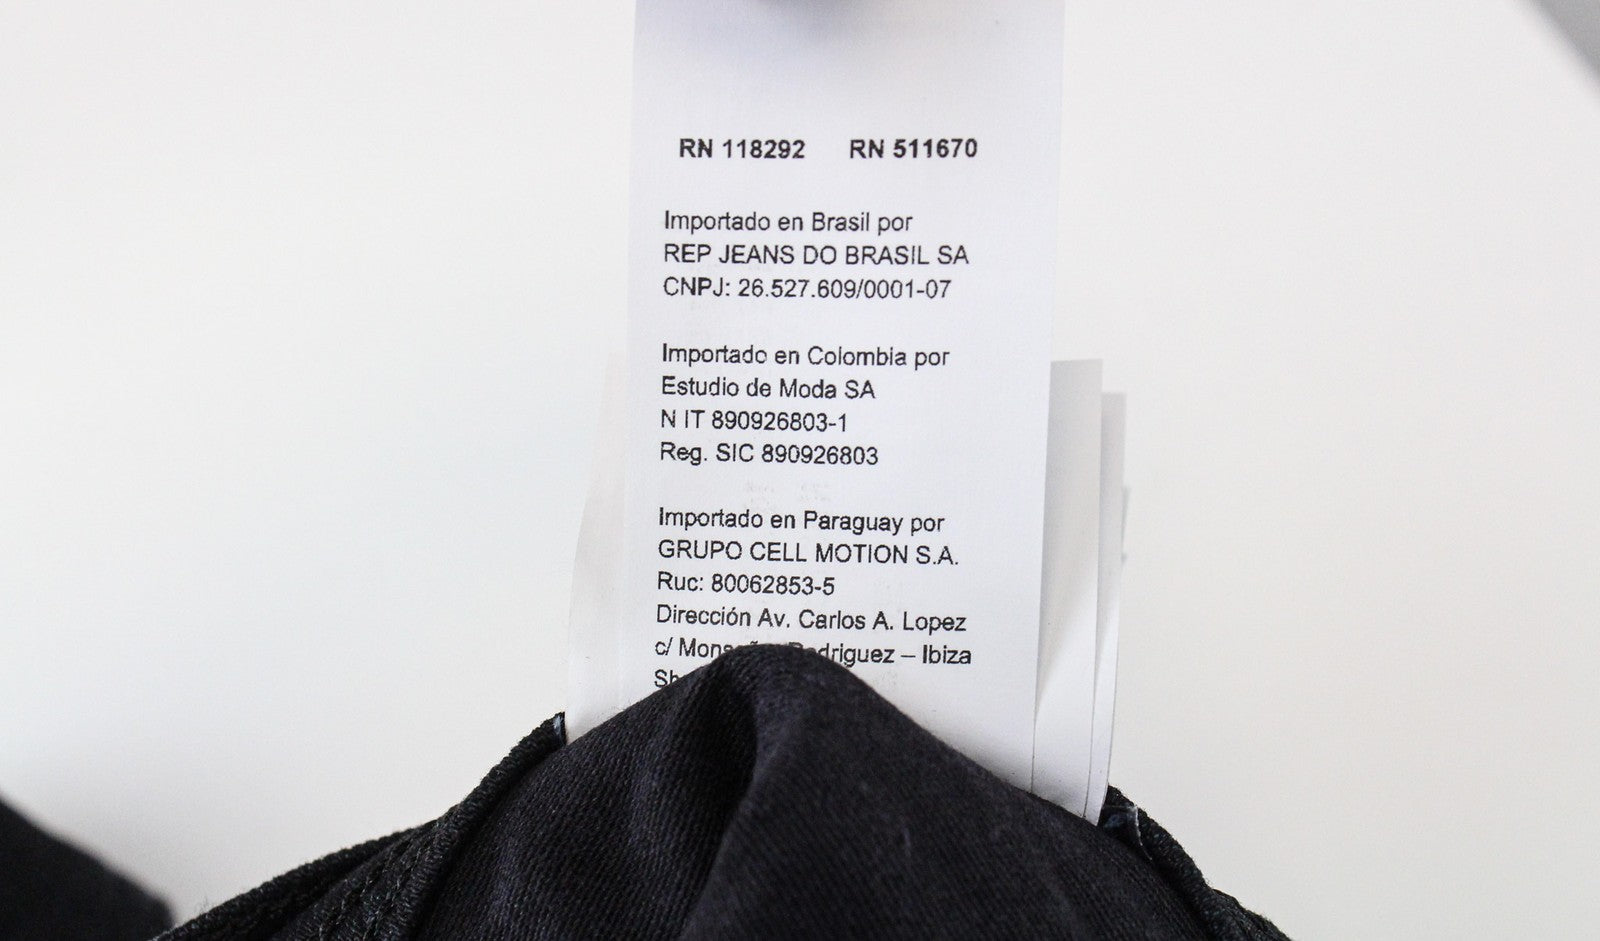 RN 118292 RN 511670
Importado en Brasil por
REP JEANS DO BRASIL SA
CNPJ: 26.527.609/0001-07
Importado en Colombia por
Estudio de Moda SA
N IT 890926803-1
Reg. SIC 890926803
Importado en Paraguay por
GRUPO CELL MOTION S.A.
Ruc: 80062853-5
Dirección Av. Carlos A. Lopez
c/ Rodriguez – Ibiza